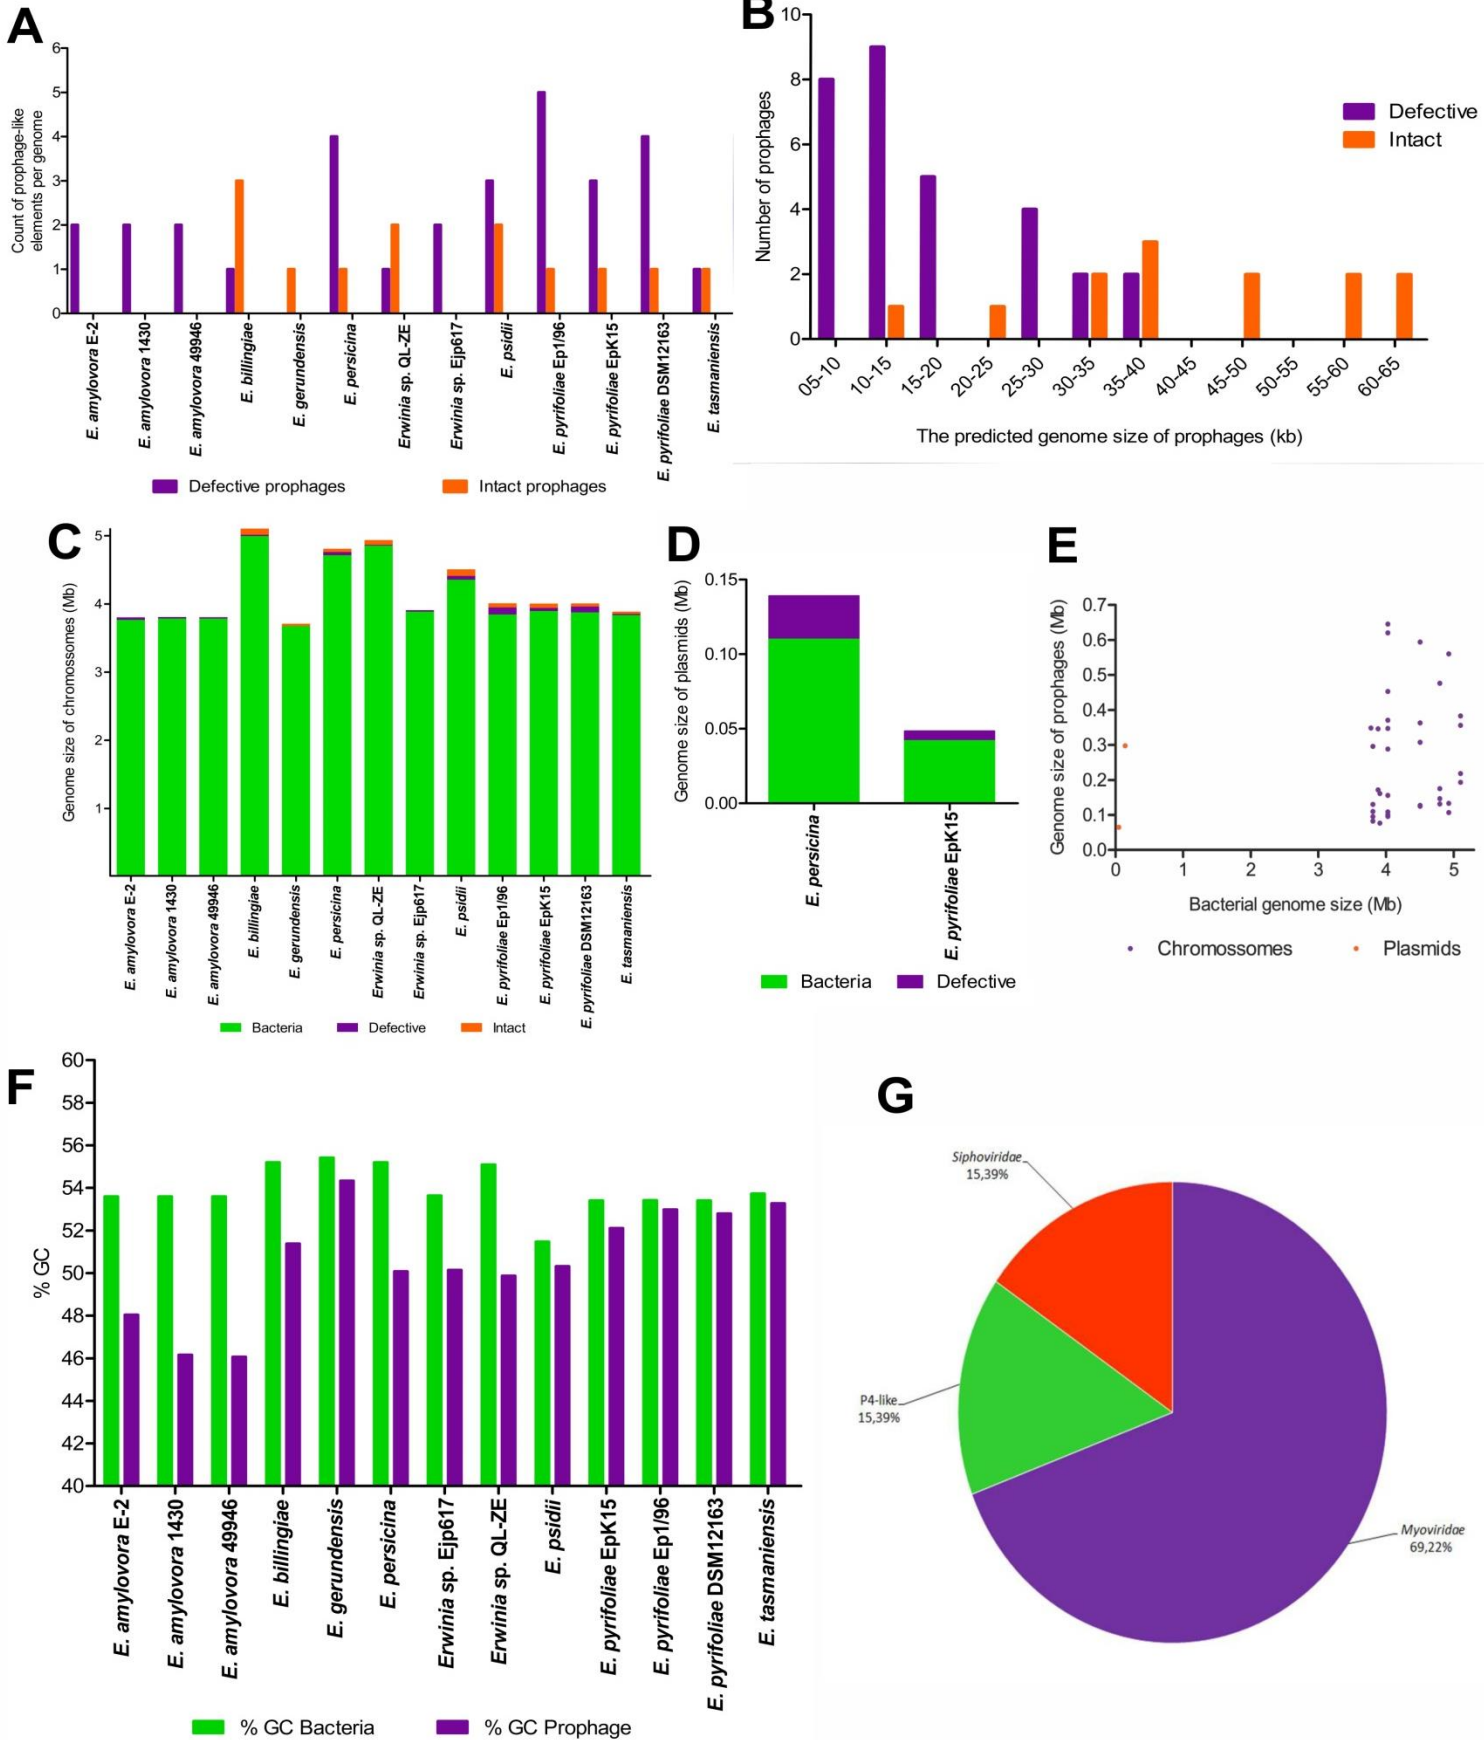 A
Count of prophage-like
elements per genome
6
5
4
3
2
1
0
E. amylovora E-2
E. amylovora 1430
E. amylovora 49946
E. billingiae
E. gerundensis
E. persicina
Erwinia sp. QL-ZE
Erwinia sp. Ejp617
E. psidii
E. pyrifoliae Ep1/96
E. pyrifoliae EpK15
E. pyrifoliae DSM12163
E. tasmaniensis
Defective prophages
Intact prophages
B
Number of prophages
10
8
6
4
2
0
05-10
10-15
15-20
20-25
25-30
30-35
35-40
40-45
45-50
50-55
55-60
60-65
The predicted genome size of prophages (kb)
Defective
Intact
C
Genome size of chromossomes (Mb)
5
4
3
2
1
E. amylovora E-2
E. amylovora 1430
E. amylovora 49946
E. billingiae
E. gerundensis
E. persicina
Erwinia sp. QL-ZE
Erwinia sp. Ejp617
E. psidii
E. pyrifoliae Ep1/96
E. pyrifoliae EpK15
E. pyrifoliae DSM12163
E. tasmaniensis
Bacteria
Defective
Intact
D
Genome size of plasmids (Mb)
0.15
0.10
0.05
0.00
E. persicina
E. pyrifoliae EpK15
Bacteria
Defective
E
Genome size of prophages (Mb)
0.7
0.6
0.5
0.4
0.3
0.2
0.1
0.0
0
1
2
3
4
5
Bacterial genome size (Mb)
Chromossomes
Plasmids
F
% GC
60
58
56
54
52
50
48
46
44
42
40
E. amylovora E-2
E. amylovora 1430
E. amylovora 49946
E. billingiae
E. gerundensis
E. persicina
Erwinia sp. Ejp617
Erwinia sp. QL-ZE
E. psidii
E. pyrifoliae EpK15
E. pyrifoliae Ep1/96
E. pyrifoliae DSM12163
E. tasmaniensis
% GC Bacteria
% GC Prophage
G
Siphoviridae
15,39%
P4-like
15,39%
Myoviridae
69,22%